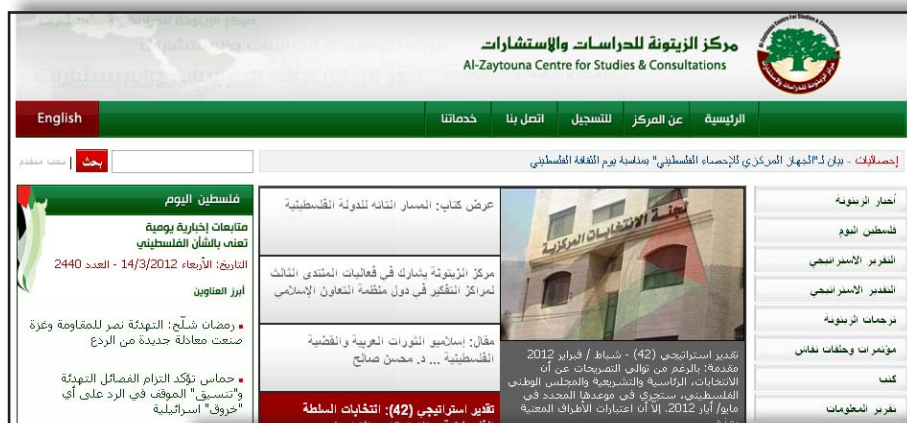 مركز الزيتونة للدراسات والإستشارات
Al-Zaytouna Centre for Studies & Consultations
الرئيسية
عن المركز
للتسجيل
اتصل بنا
خدماتنا
English
إحصائيات - بيان لـ"الجهاز المركزي للإحصاء الفلسطيني" بمناسبة يوم الثقافة الفلسطيني
بحث | بحث متقدم
أخبار الزيتونة
فلسطين اليوم
التقرير الاستراتيجي
التقدير الاستراتيجي
ترجمات الزيتونة
مؤتمرات وحلقات نقاش
كتب
تقرير المعلومات
لجنة الانتخابات المركزية
تقدير استراتيجي (42) - شباط / فبراير 2012
مقدمة: بالرغم من توالي التصريحات عن أن
الانتخابات، الرئاسية والتشريعية والمجلس الوطني
الفلسطيني، ستجري في موعدها المحدد في
مايو/ أيار 2012. إلا أن اعتبارات الأطراف المعنية
عرض كتاب: المسار التائه للدولة الفلسطينية
مركز الزيتونة يشارك في فعاليات المنتدى الثالث
لمراكز التفكير في دول منظمة التعاون الإسلامي
مقال: إسلاميو الثورات العربية والقضية
الفلسطينية ... د. محسن صالح
تقدير استراتيجي (42): انتخابات السلطة
فلسطين اليوم
متابعات إخبارية يومية
تعنى بالشأن الفلسطيني
التاريخ: الأربعاء 14/3/2012 - العدد 2440
أبرز العناوين
رمضان شلّح: التهدئة نصر للمقاومة وغزة
صنعت معادلة جديدة من الردع
حماس تؤكد التزام الفصائل التهدئة
و"تنسيق" الموقف في الرد على أي
"خروق" اسرائيلية